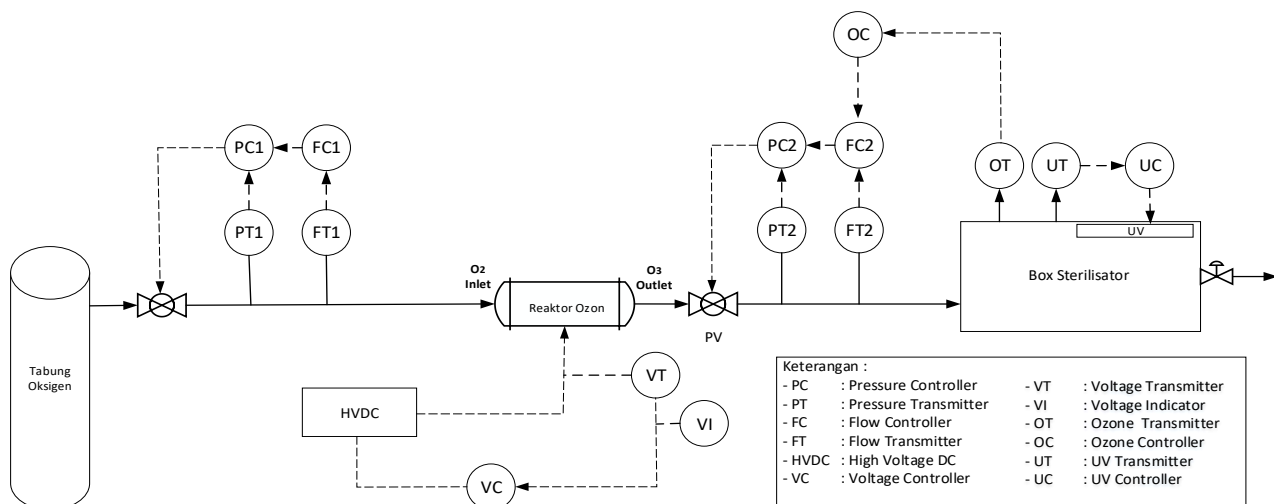 OC
PC1
FC1
PC2
FC2
OT
UT
UC
PT1
FT1
PT2
FT2
UV
O2
Inlet
O3
Outlet
Box Sterilisator
Reaktor Ozon
PV
Tabung
Oksigen
HVDC
VT
VI
VC
Keterangan :
- PC : Pressure Controller
- PT : Pressure Transmitter
- FC : Flow Controller
- FT : Flow Transmitter
- HVDC : High Voltage DC
- VC : Voltage Controller
- VT : Voltage Transmitter
- VI : Voltage Indicator
- OT : Ozone Transmitter
- OC : Ozone Controller
- UT : UV Transmitter
- UC : UV Controller